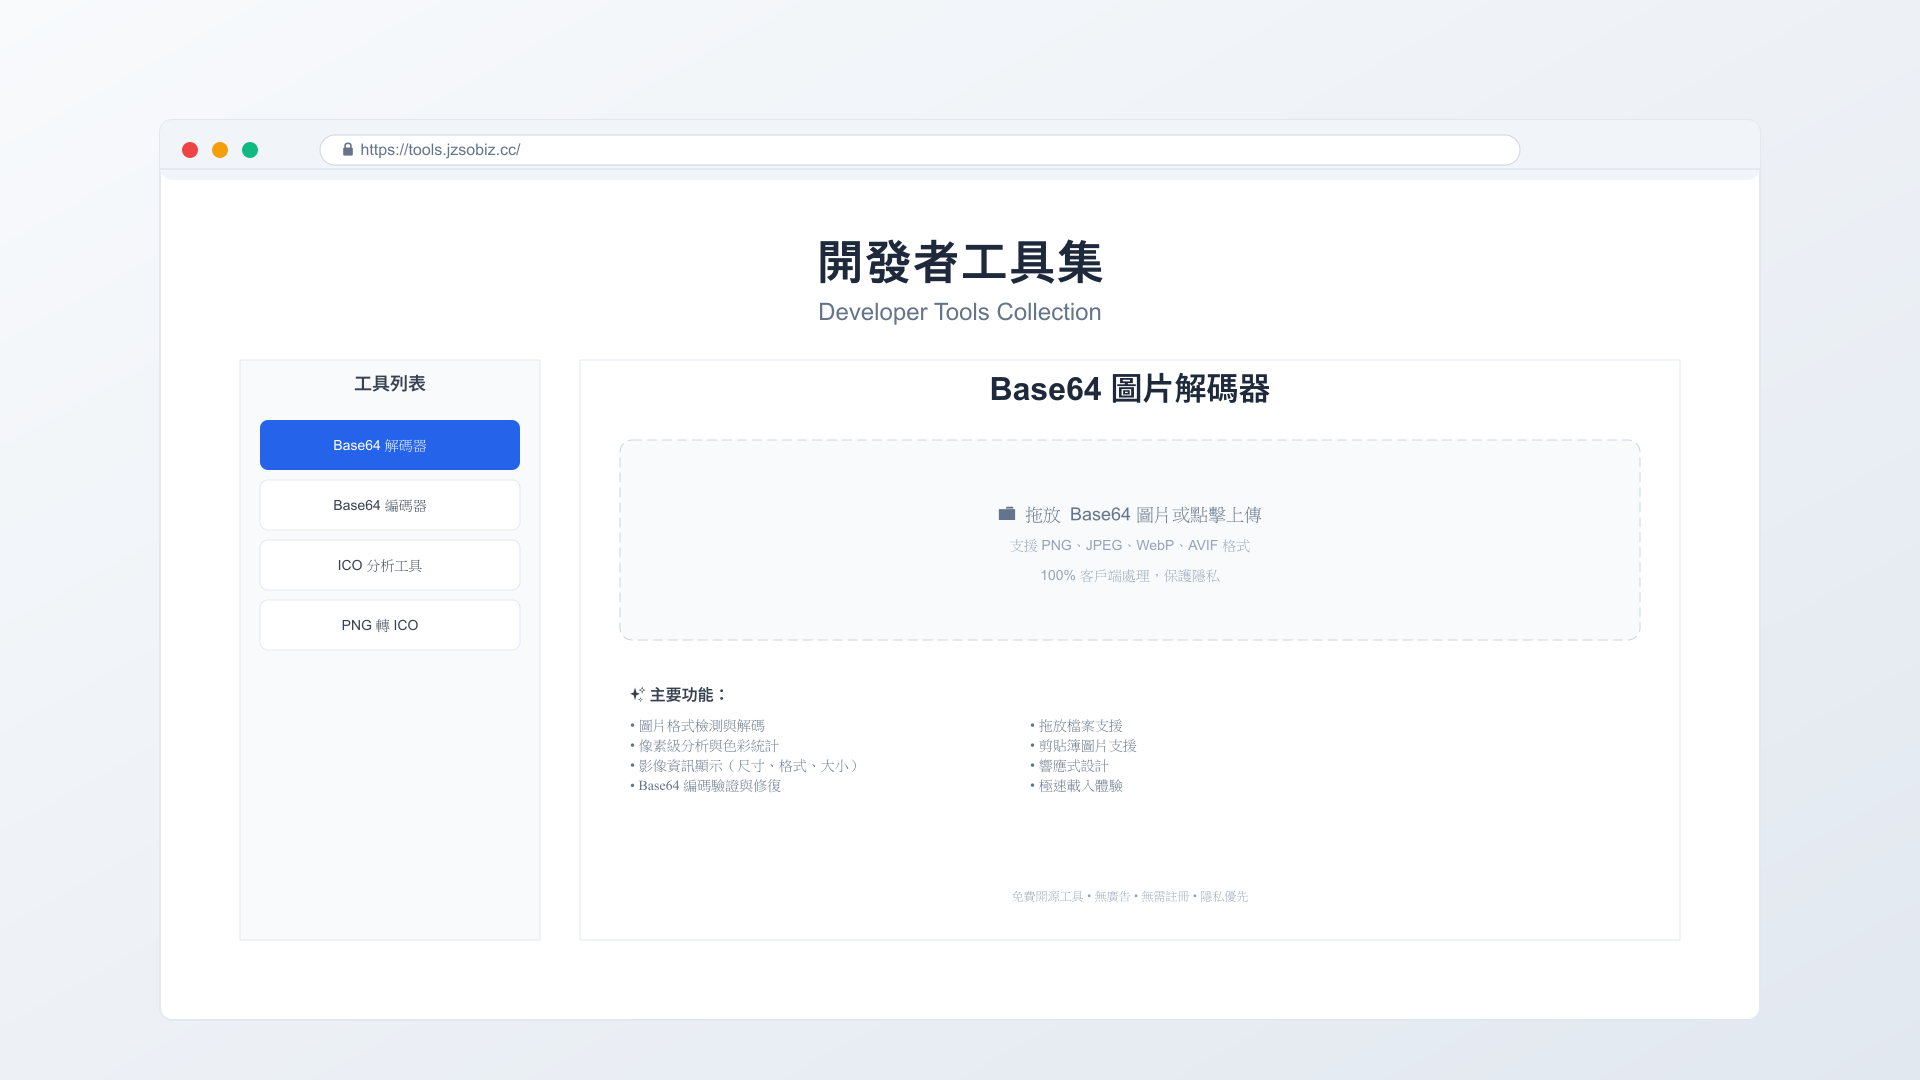 https://tools.jzsobiz.cc/
開發者工具集
Developer Tools Collection
工具列表
Base64 解碼器
Base64 編碼器
ICO 分析工具
PNG 轉 ICO
Base64 圖片解碼器
拖放 Base64 圖片或點擊上傳
支援 PNG、JPEG、WebP、AVIF 格式
100% 客戶端處理，保護隱私
主要功能：
• 圖片格式檢測與解碼
• 像素級分析與色彩統計
• 影像資訊顯示（尺寸、格式、大小）
• Base64 編碼驗證與修復
• 拖放檔案支援
• 剪貼簿圖片支援
• 響應式設計
• 極速載入體驗
免費開源工具 • 無廣告 • 無需註冊 • 隱私優先